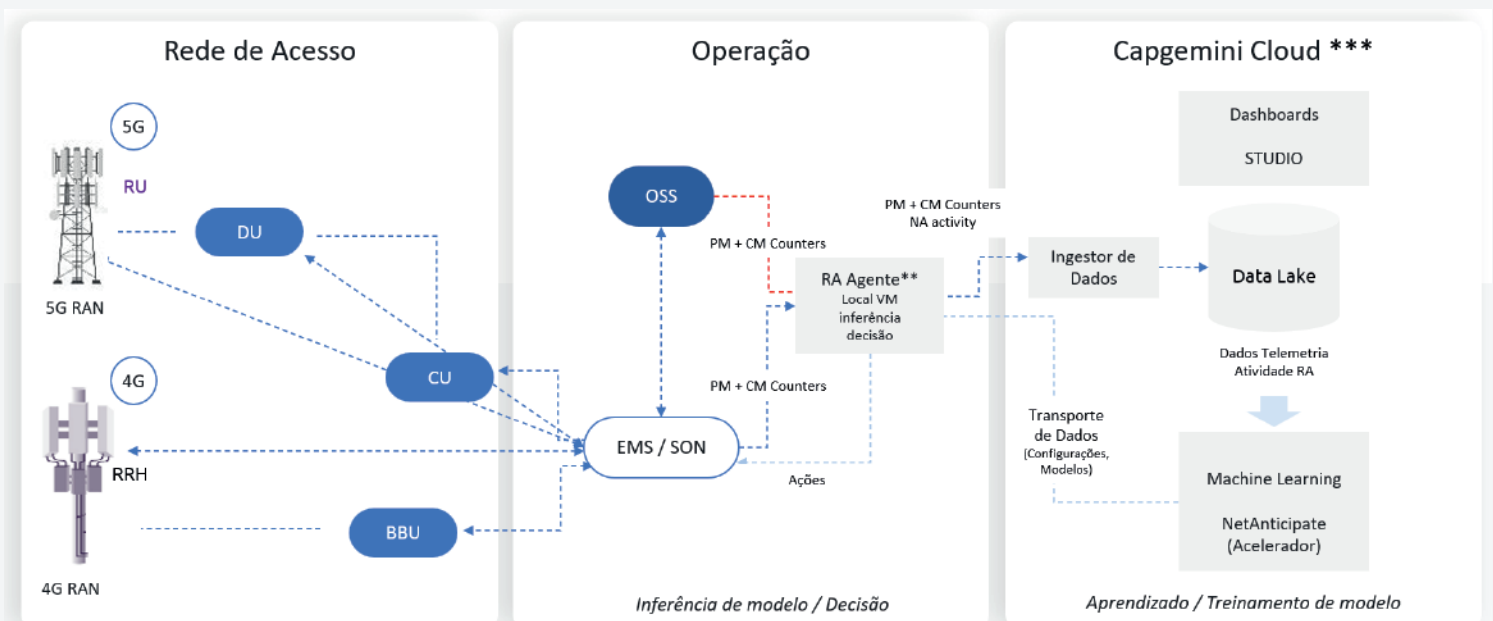 Rede de Acesso
5G
RU
DU
5G RAN
CU
4G
RRH
BBU
4G RAN
Operação
OSS
PM + CM Counters
RA Agente**
Local VM
inferência
decisão
PM + CM Counters
EMS / SON
Ações
Inferência de modelo / Decisão
PM + CM Counters
NA activity
Capgemini Cloud ***
Dashboards
STUDIO
Ingestor de
Dados
Data Lake
Dados Telemetria
Atividade RA
Transporte
de Dados
(Configurações,
Modelos)
Machine Learning
NetAnticipate
(Acelerador)
Aprendizado / Treinamento de modelo